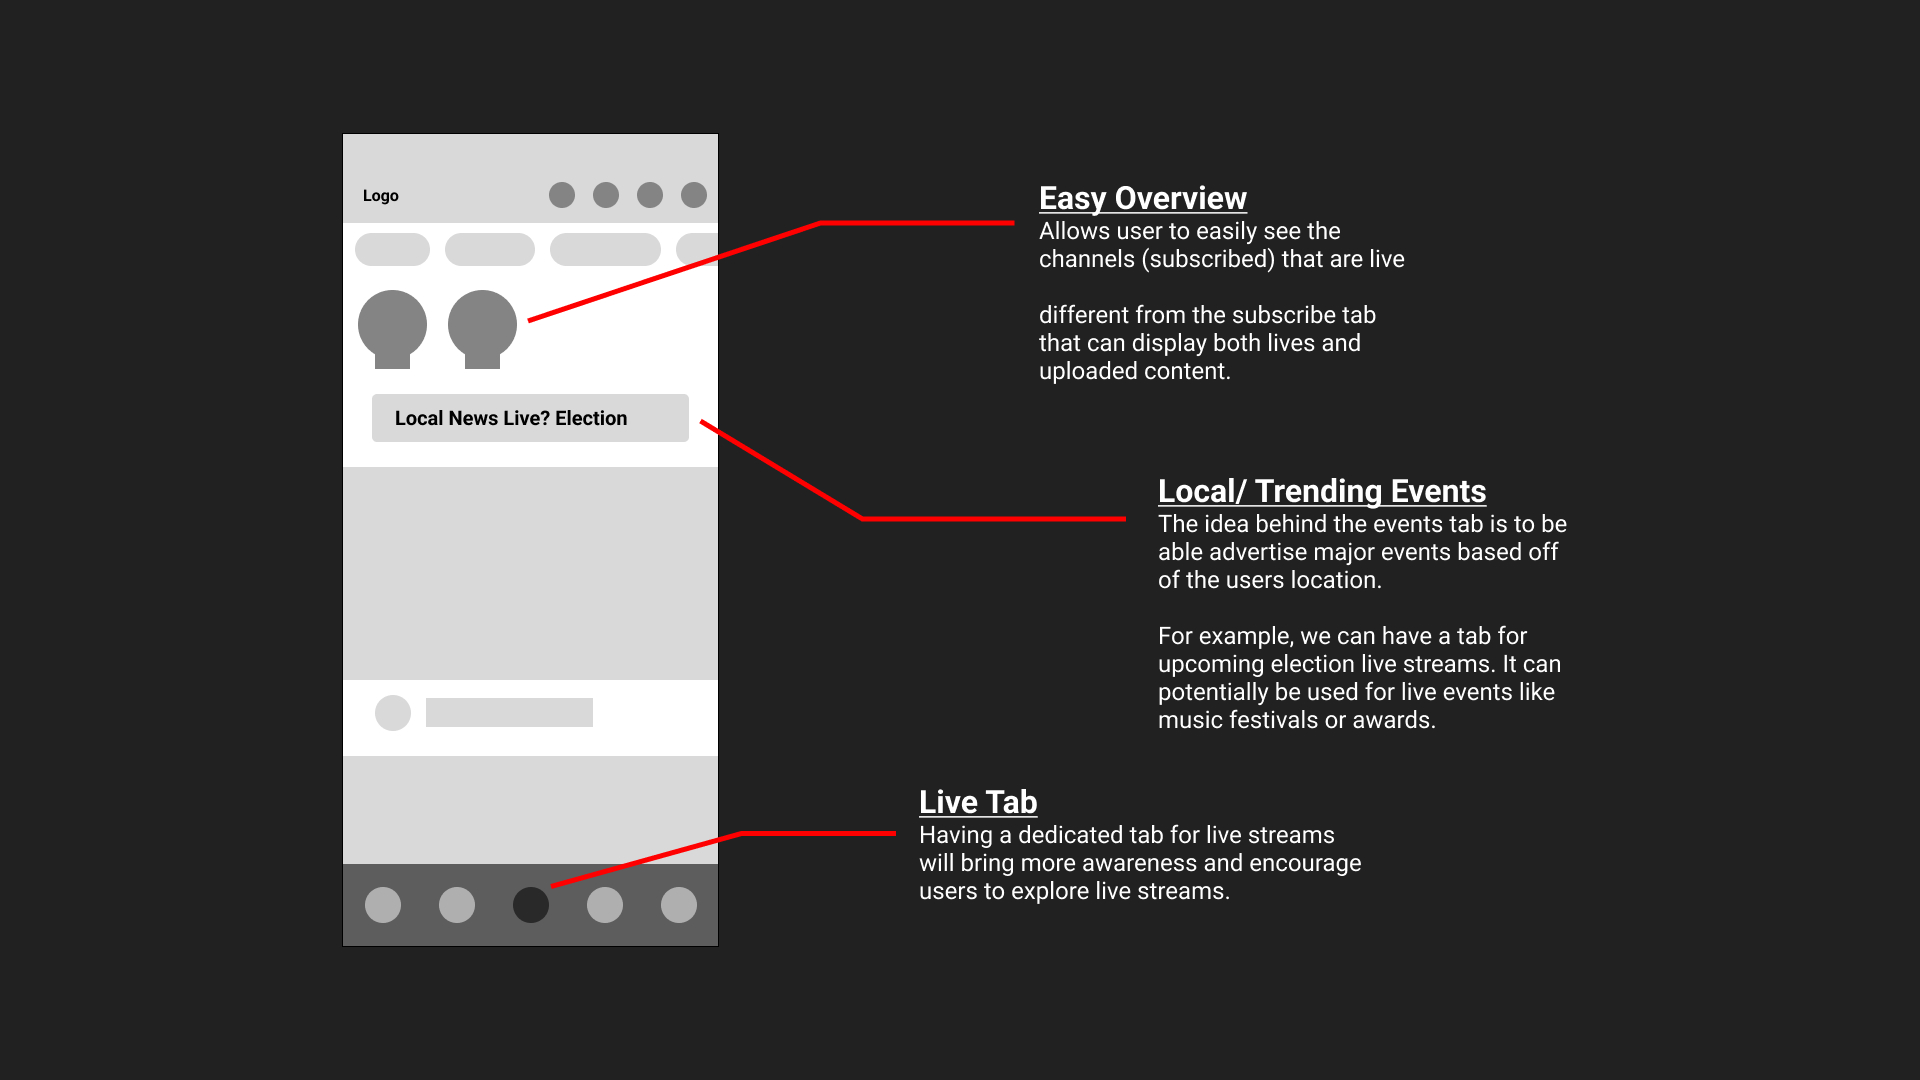 Logo
Local News Live? Election
Easy Overview
Allows user to easily see the
channels (subscribed) that are live
different from the subscribe tab
that can display both lives and
uploaded content.
Local/ Trending Events
The idea behind the events tab is to be
able advertise major events based off
of the users location.
For example, we can have a tab for
upcoming election live streams. It can
potentially be used for live events like
music festivals or awards.
Live Tab
Having a dedicated tab for live streams
will bring more awareness and encourage
users to explore live streams.